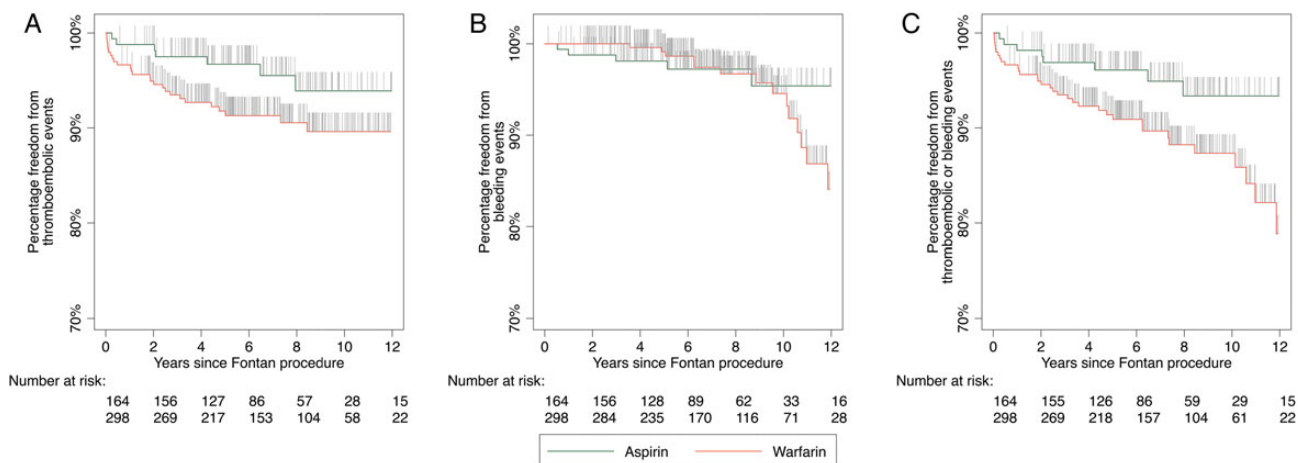 A
Percentage freedom from
thromboembolic events
100%
90%
80%
70%
0 2 4 6 8 10 12
Years since Fontan procedure
Number at risk:
164 156 127 86 57 28 15
298 269 217 153 104 58 22
B
Percentage freedom from
bleeding events
100%
90%
80%
70%
0 2 4 6 8 10 12
Years since Fontan procedure
Number at risk:
164 156 128 89 62 33 16
298 284 235 170 116 71 28
C
Percentage freedom from
thromboembolic or bleeding events
100%
90%
80%
70%
0 2 4 6 8 10 12
Years since Fontan procedure
Number at risk:
164 155 126 86 59 29 15
298 269 218 157 104 61 22
Aspirin Warfarin